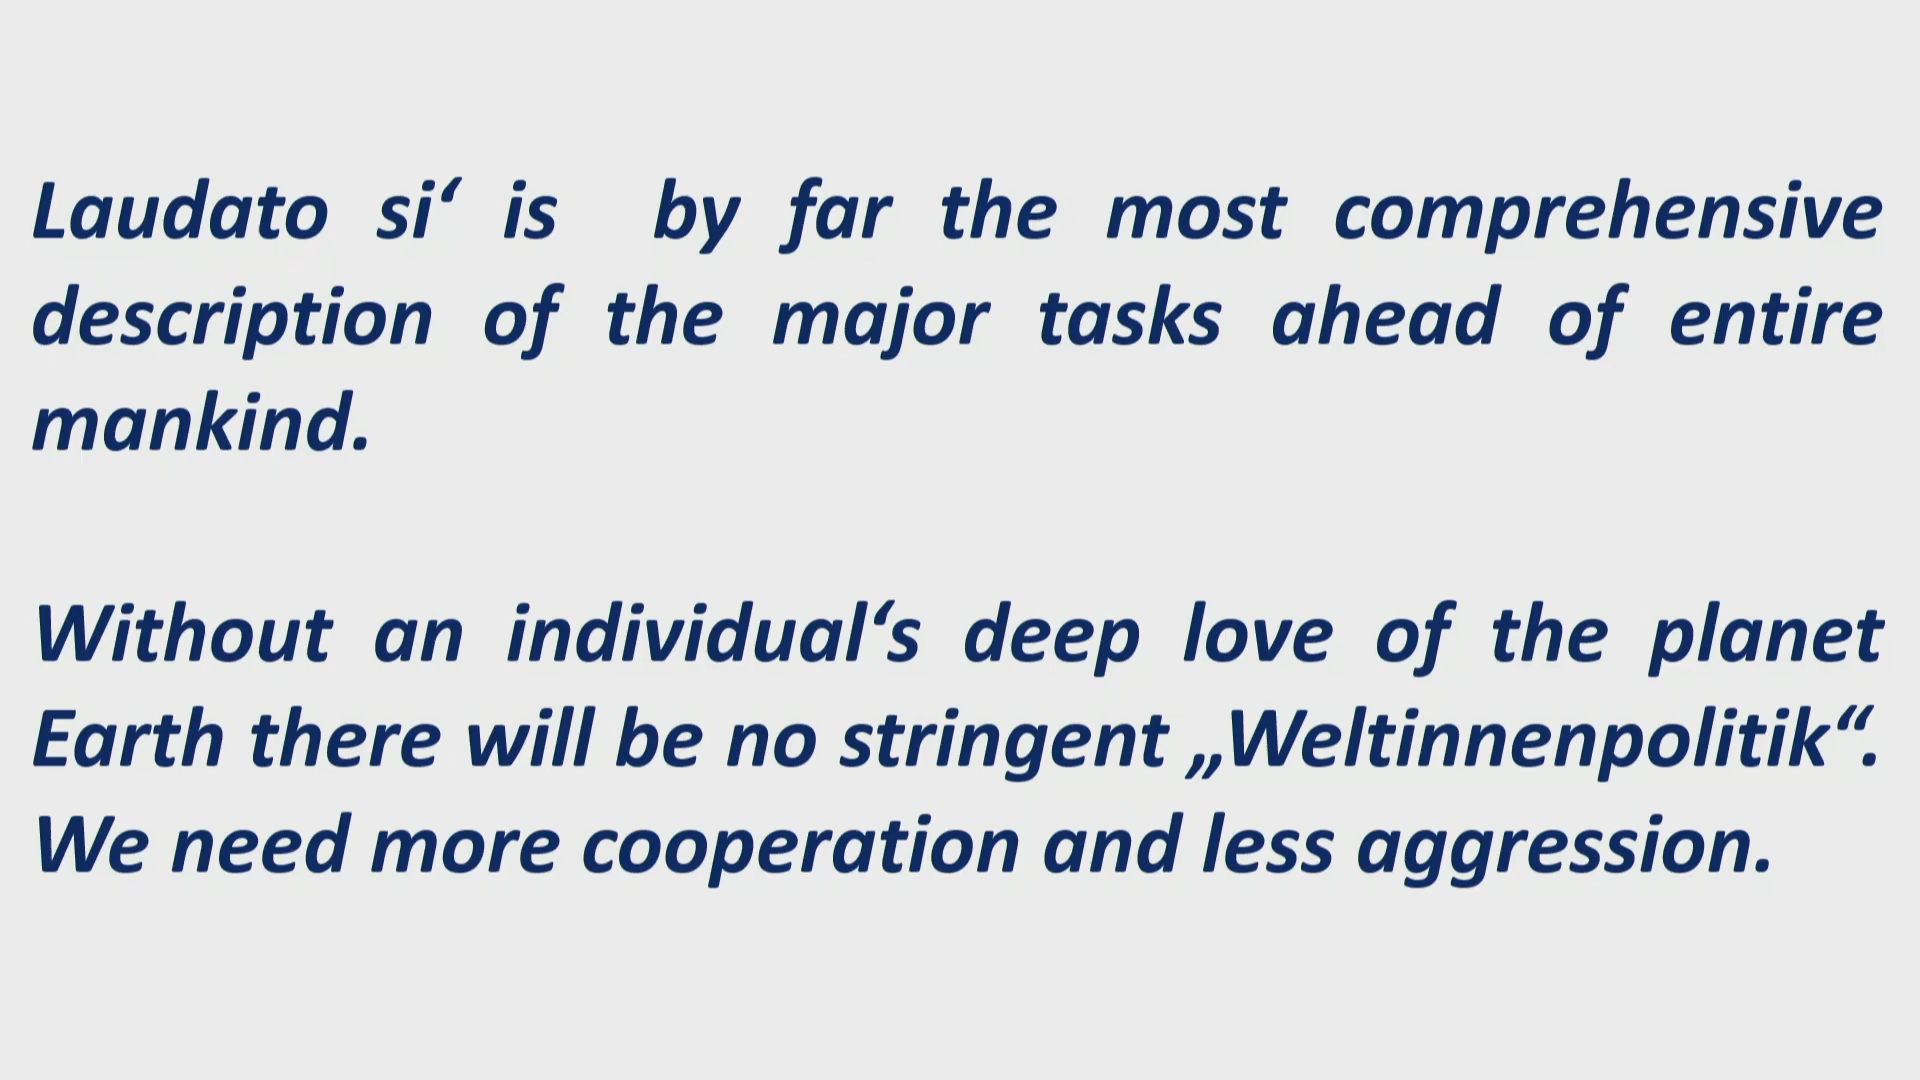 Laudato si‘ is by far the most comprehensive
description of the major tasks ahead of entire
mankind.
Without an individual‘s deep love of the planet
Earth there will be no stringent „Weltinnenpolitik“.
We need more cooperation and less aggression.